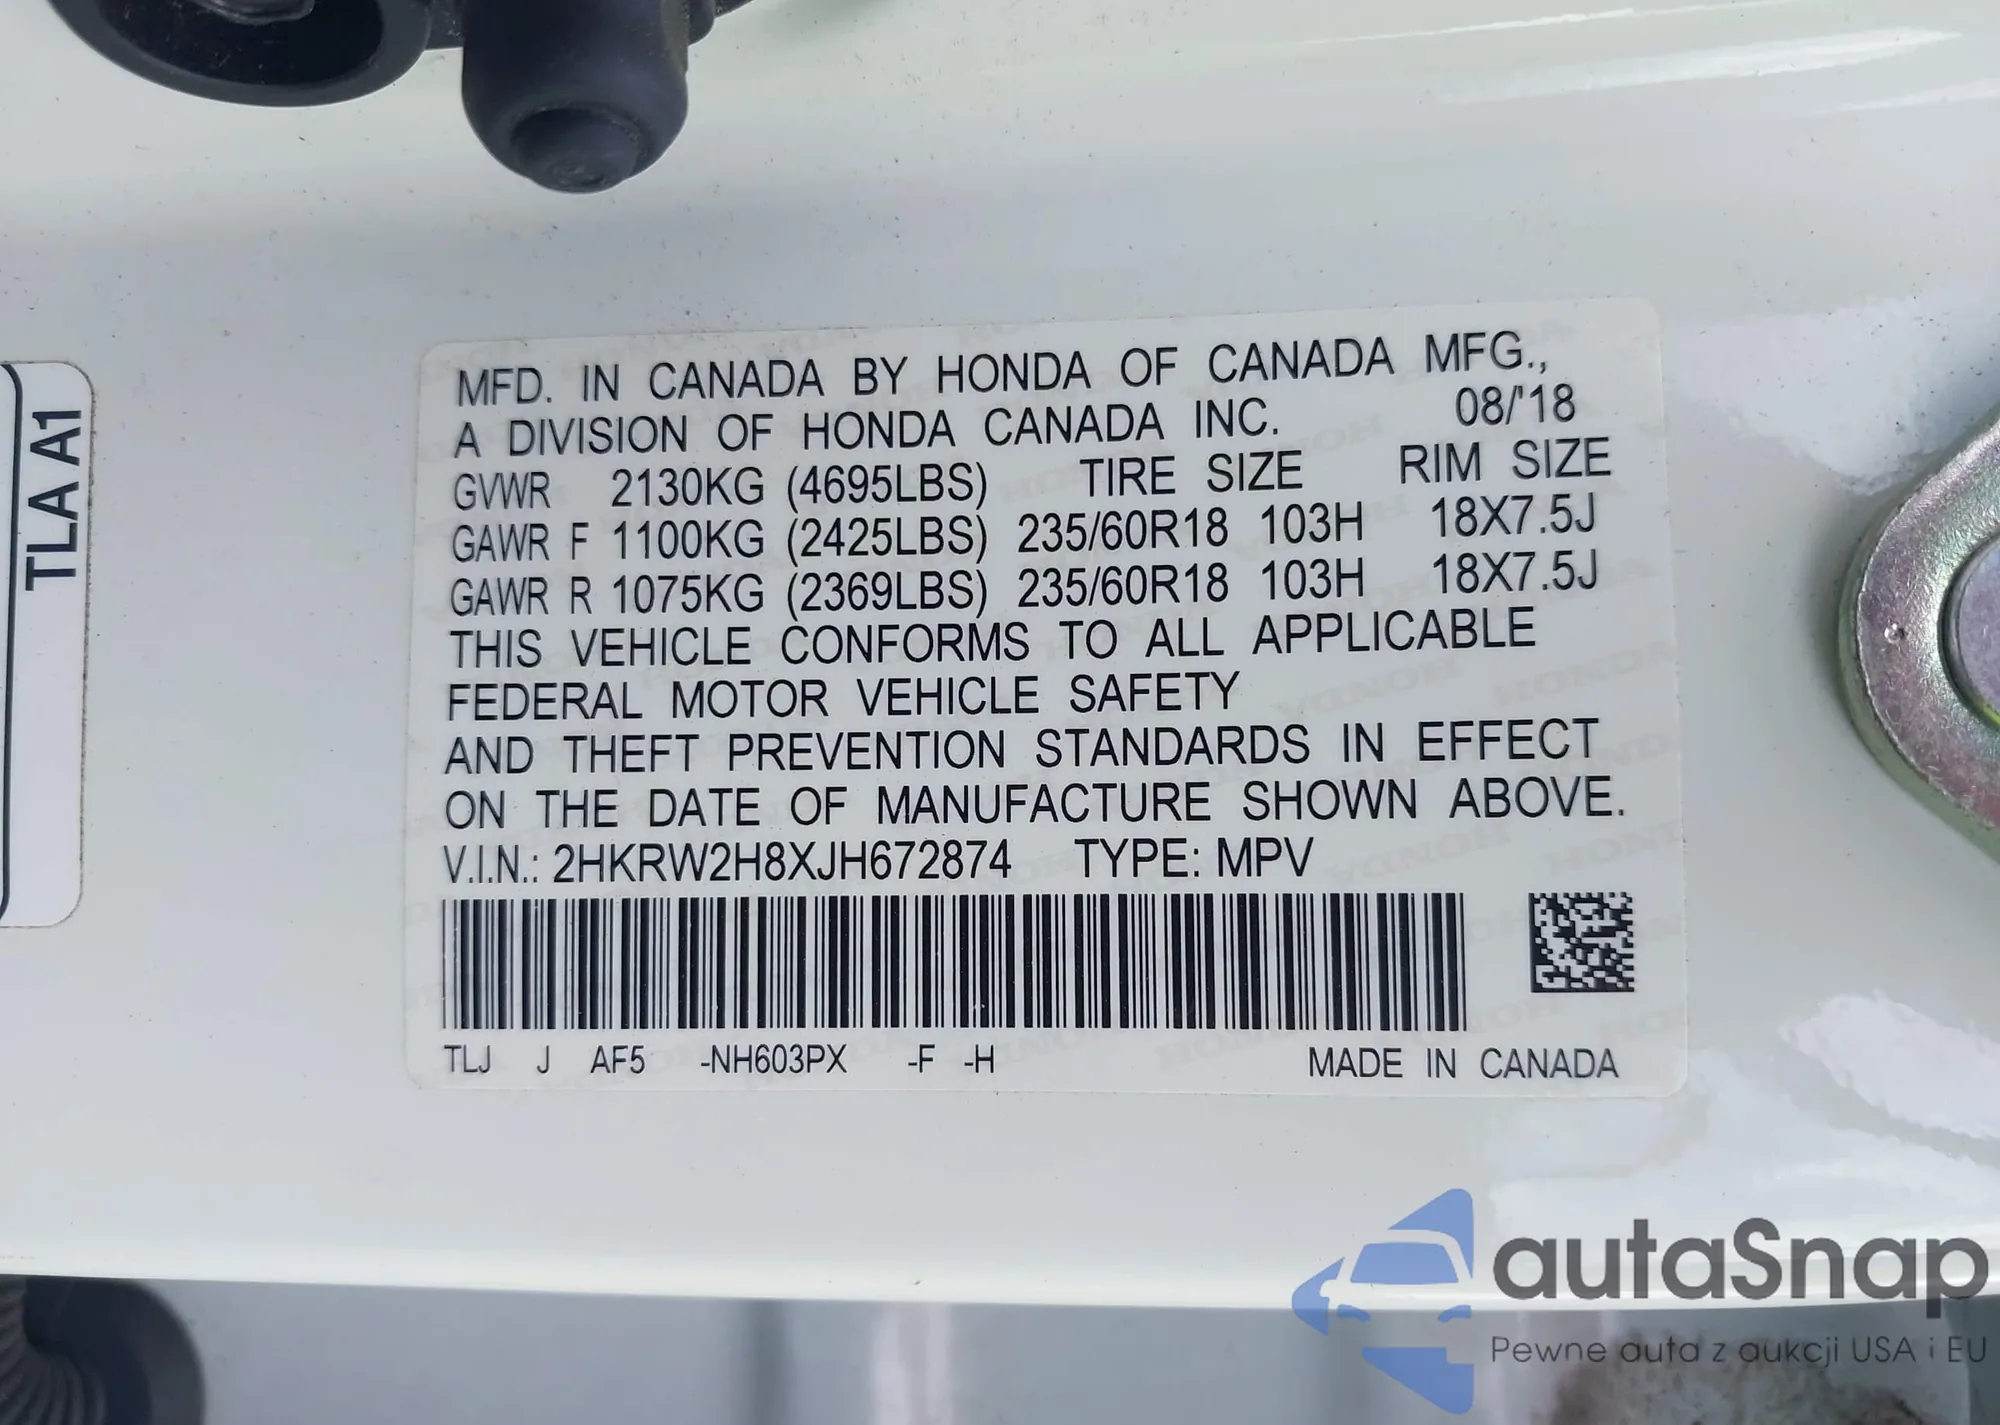 TLA A1
MFD. IN CANADA BY HONDA OF CANADA MFG.,
A DIVISION OF HONDA CANADA INC. 08/'18
GVWR 2130KG (4695LBS) TIRE SIZE RIM SIZE
GAWR F 1100KG (2425LBS) 235/60R18 103H 18X7.5J
GAWR R 1075KG (2369LBS) 235/60R18 103H 18X7.5J
THIS VEHICLE CONFORMS TO ALL APPLICABLE
FEDERAL MOTOR VEHICLE SAFETY
AND THEFT PREVENTION STANDARDS IN EFFECT
ON THE DATE OF MANUFACTURE SHOWN ABOVE.
V.I.N.: 2HKRW2H8XJH672874 TYPE: MPV
TLJ J AF5 -NH603PX -F -H MADE IN CANADA
autaSnap
Pewne auta z aukcji USA i EU